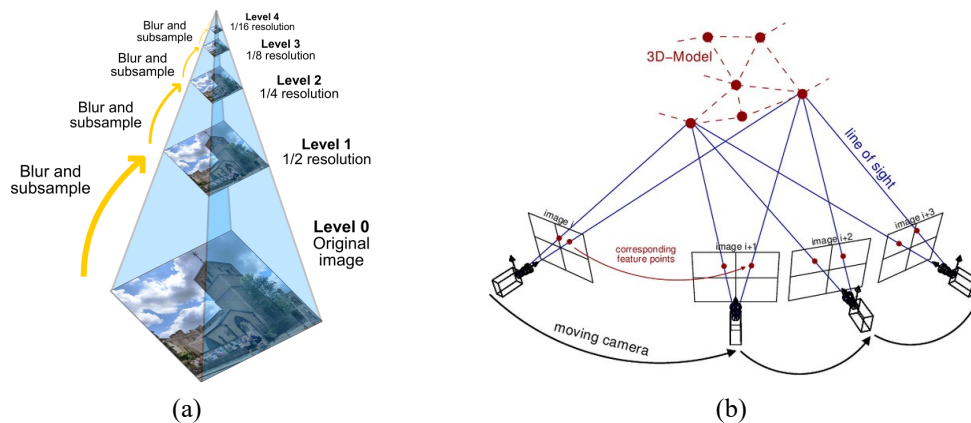 Level 4
1/16 resolution
Blur and
subsample
Level 3
1/8 resolution
Blur and
subsample
Level 2
1/4 resolution
Blur and
subsample
Level 1
1/2 resolution
Blur and
subsample
Level 0
Original
image
(a)
3D-Model
line of sight
image i
image i+1
image i+2
image i+3
corresponding
feature points
moving camera
(b)